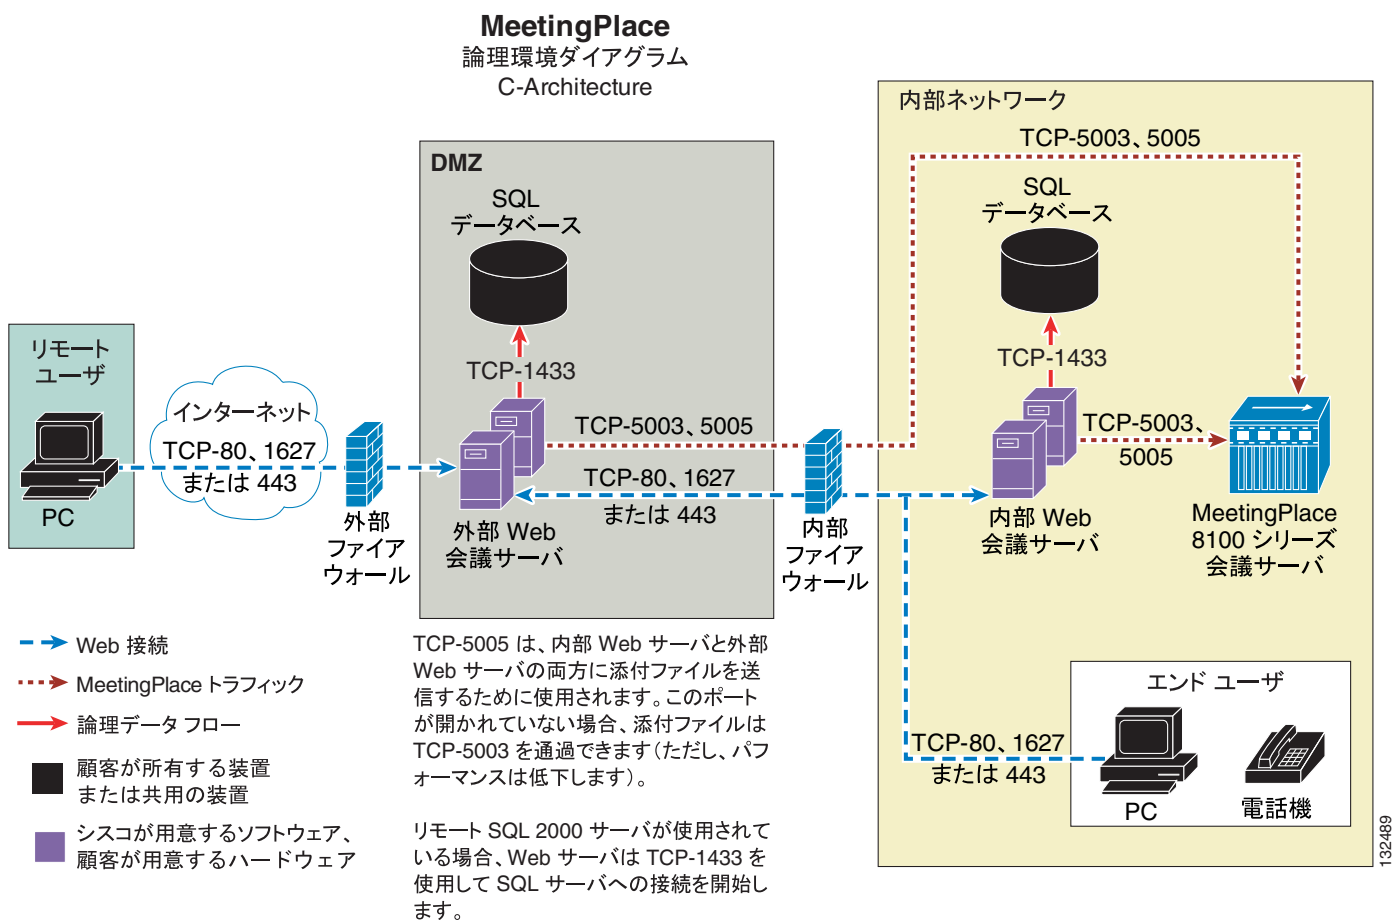 MeetingPlace
論理環境ダイアグラム
C-Architecture
内部ネットワーク
TCP-5003、5005
DMZ
SQL
データベース
SQL
データベース
リモート
ユーザ
TCP-1433
TCP-1433
インターネット
TCP-80、1627
または 443
PC
外部
ファイア
ウォール
TCP-5003、5005
TCP-80、1627
または 443
外部 Web
会議サーバ
内部
ファイア
ウォール
TCP-5003、
5005
内部 Web
会議サーバ
MeetingPlace
8100 シリーズ
会議サーバ
Web 接続
MeetingPlace トラフィック
論理データ フロー
顧客が所有する装置
または共用の装置
シスコが用意するソフトウェア、
顧客が用意するハードウェア
TCP-5005 は、内部 Web サーバと外部
Web サーバの両方に添付ファイルを送
信するために使用されます。このポート
が開かれていない場合、添付ファイルは
TCP-5003 を通過できます（ただし、パフ
ォーマンスは低下します）。
リモート SQL 2000 サーバが使用されて
いる場合、Web サーバは TCP-1433 を
使用して SQL サーバへの接続を開始し
ます。
エンド ユーザ
TCP-80、1627
または 443
PC
電話機
132489